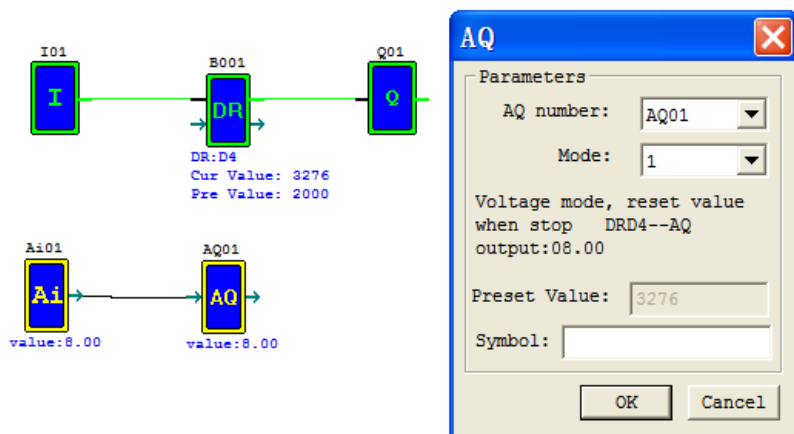 I01
B001
Q01
I
DR
Q
DR:D4
Cur Value: 3276
Pre Value: 2000
Ai01
AQ01
Ai
AQ
value:8.00
value:8.00
AQ
Parameters
AQ number: AQ01
Mode: 1
Voltage mode, reset value
when stop DRD4--AQ
output:08.00
Preset Value: 3276
Symbol:
OK Cancel